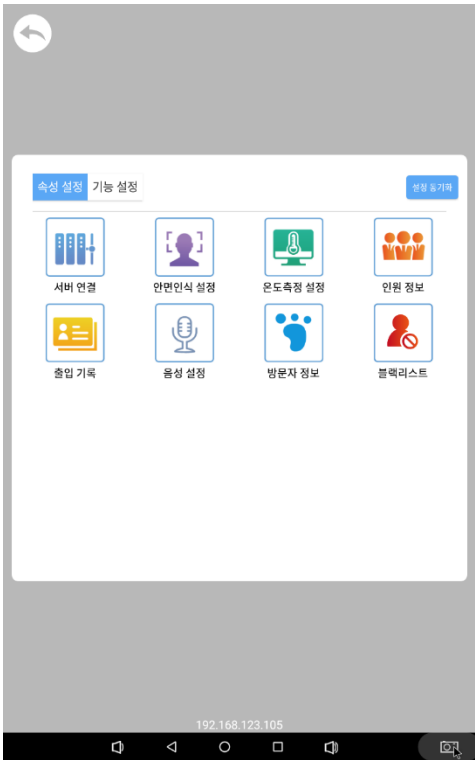 속성 설정 기능 설정 설정 동기화
서버 연결 안면인식 설정 온도측정 설정 인원 정보
출입 기록 음성 설정 방문자 정보 블랙리스트
192.168.123.105